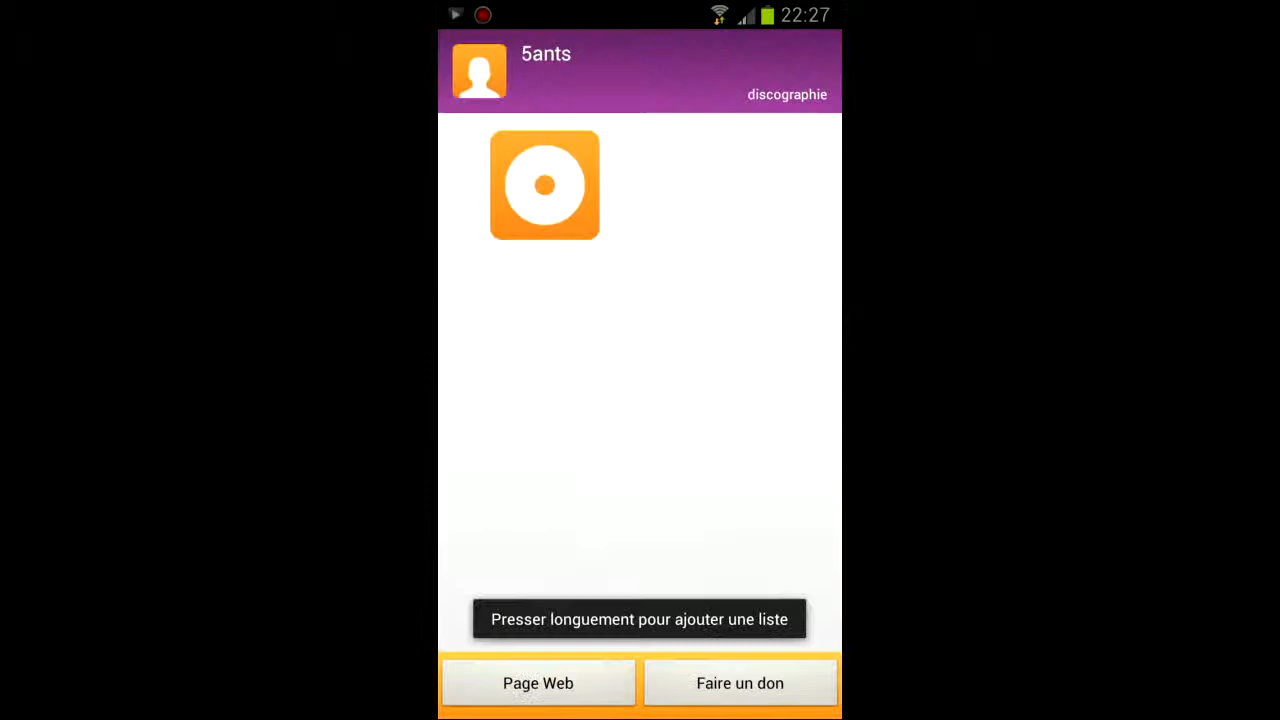 22:27
5ants
discographie
Presser longuement pour ajouter une liste
Page Web
Faire un don